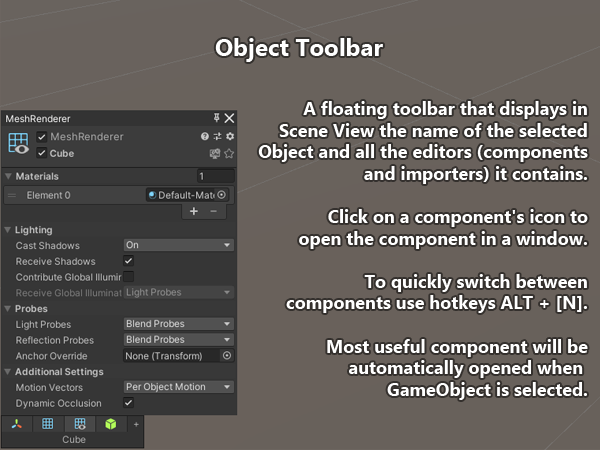 Object Toolbar
A floating toolbar that displays in
Scene View the name of the selected
Object and all the editors (components
and importers) it contains.
Click on a component's icon to
open the component in a window.
To quickly switch between
components use hotkeys ALT + [N].
Most useful component will be
automatically opened when
GameObject is selected.
MeshRenderer
MeshRenderer
Cube
Materials 1
Element 0 Default-Mate
+ −
Lighting
Cast Shadows On
Receive Shadows
Contribute Global Illumir
Receive Global Illuminat Light Probes
Probes
Light Probes Blend Probes
Reflection Probes Blend Probes
Anchor Override None (Transform)
Additional Settings
Motion Vectors Per Object Motion
Dynamic Occlusion
+
Cube